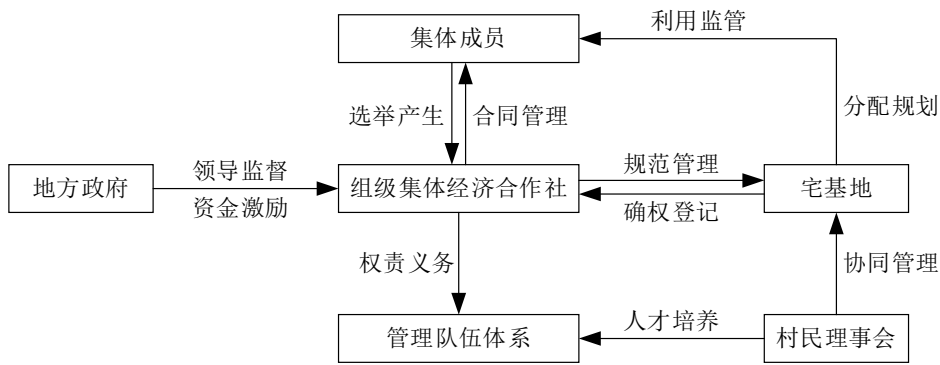 集体成员
利用监管
选举产生
合同管理
分配规划
地方政府
领导监督
资金激励
组级集体经济合作社
规范管理
确权登记
宅基地
权责义务
协同管理
管理队伍体系
人才培养
村民理事会